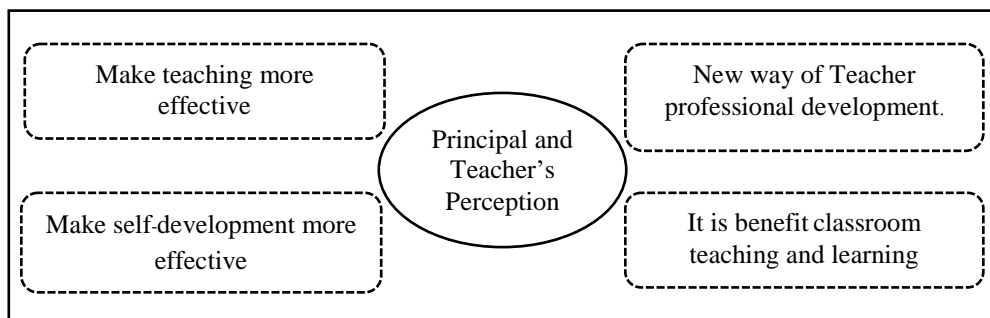 Make teaching more
effective
New way of Teacher
professional development.
Principal and
Teacher’s
Perception
Make self-development more
effective
It is benefit classroom
teaching and learning